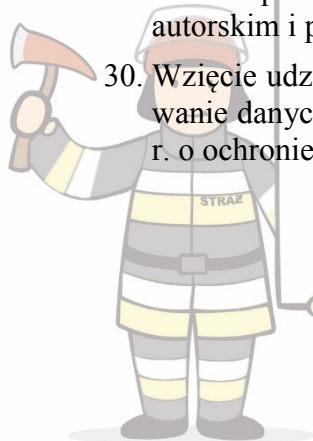 autorskim i p
30. Wzięcie udz
wanie danyc
r. o ochronie
STRAŻ